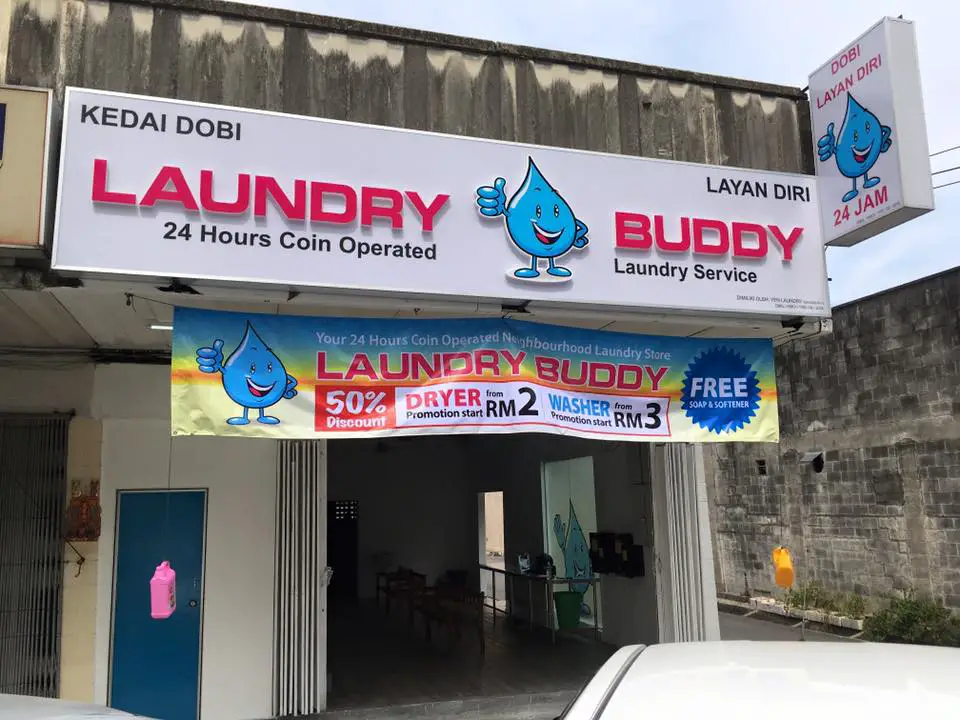 KEDAI DOBI
LAUNDRY
24 Hours Coin Operated
LAYAN DIRI
BUDDY
Laundry Service
DOBI
LAYAN DIRI
24 JAM
Your 24 Hours Coin Operated Neighbourhood Laundry Store
LAUNDRY BUDDY
50% Discount
DRYER from RM2
Promotion start
WASHER from RM3
Promotion start
FREE
SOAP & SOFTENER